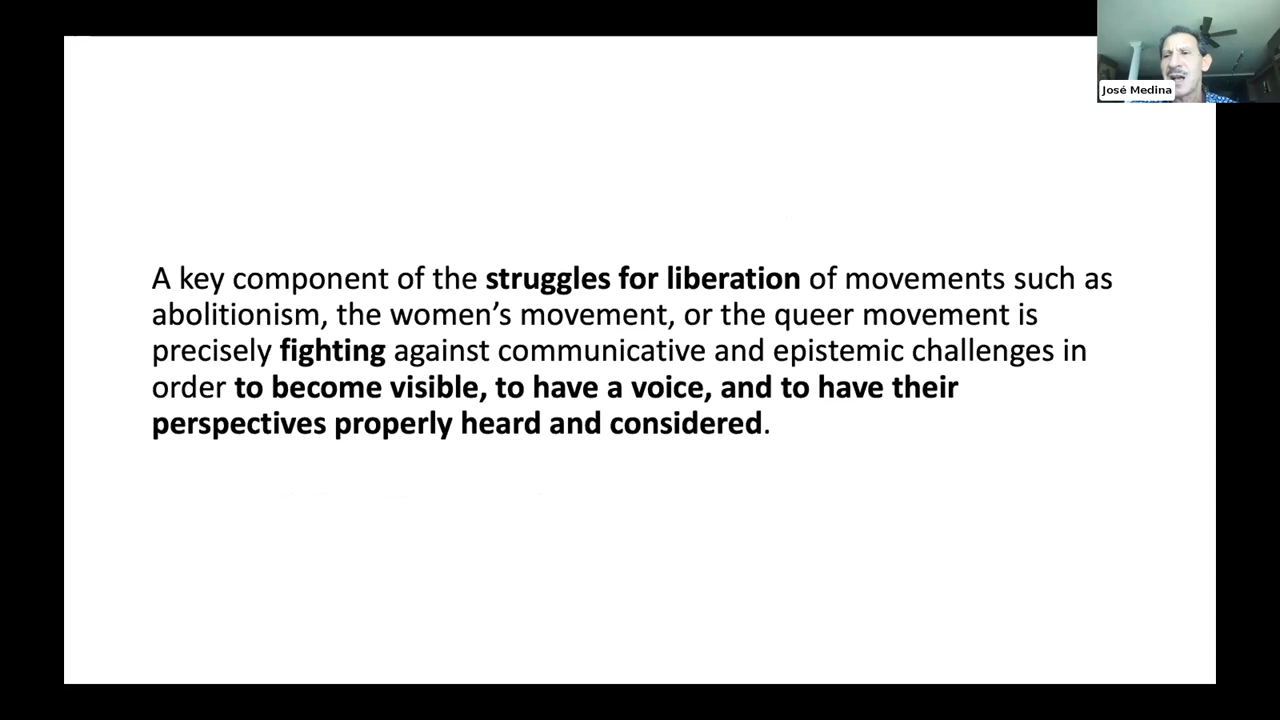 José Medina
A key component of the struggles for liberation of movements such as
abolitionism, the women’s movement, or the queer movement is
precisely fighting against communicative and epistemic challenges in
order to become visible, to have a voice, and to have their
perspectives properly heard and considered.